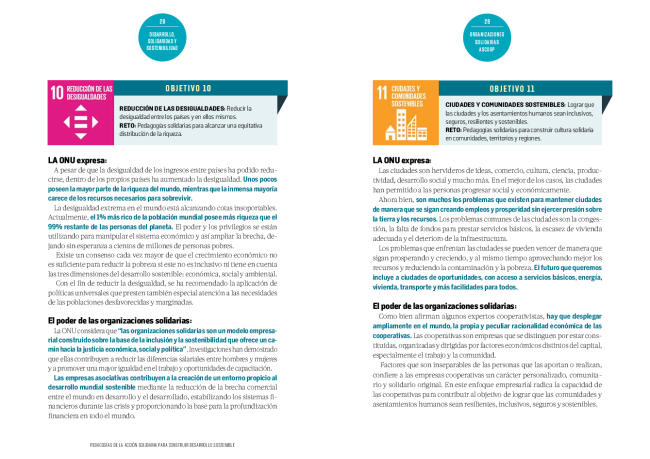 28
DESARROLLO,
SOLIDARIDAD Y
SOSTENIBILIDAD
10 REDUCCIÓN DE LAS
DESIGUALDADES
OBJETIVO 10
REDUCCIÓN DE LAS DESIGUALDADES: Reducir la
desigualdad entre los países y en ellos mismos.
RETO: Pedagogías solidarias para alcanzar una equitativa
distribución de la riqueza.
LA ONU expresa:
A pesar de que la desigualdad de los ingresos entre países ha podido redu-
cirse, dentro de los propios países ha aumentado la desigualdad. Unos pocos
poseen la mayor parte de la riqueza del mundo, mientras que la inmensa mayoría
carece de los recursos necesarios para sobrevivir.
La desigualdad extrema en el mundo está alcanzando cotas insoportables.
Actualmente, el 1% más rico de la población mundial posee más riqueza que el
99% restante de las personas del planeta. El poder y los privilegios se están
utilizando para manipular el sistema económico y así ampliar la brecha, de-
jando sin esperanza a cientos de millones de personas pobres.
Existe un consenso cada vez mayor de que el crecimiento económico no
es suficiente para reducir la pobreza si este no es inclusivo ni tiene en cuenta
las tres dimensiones del desarrollo sostenible: económica, social y ambiental.
Con el fin de reducir la desigualdad, se ha recomendado la aplicación de
políticas universales que presten también especial atención a las necesidades
de las poblaciones desfavorecidas y marginadas.
El poder de las organizaciones solidarias:
La ONU considera que "las organizaciones solidarias son un modelo empresa-
rial construido sobre la base de la inclusión y la sostenibilidad que ofrece un ca-
mino hacia la justicia económica, social y política". Investigaciones han demostrado
que ellas contribuyen a reducir las diferencias salariales entre hombres y mujeres
y a promover una mayor igualdad en el trabajo y oportunidades de capacitación.
Las empresas asociativas contribuyen a la creación de un entorno propicio al
desarrollo mundial sostenible mediante la reducción de la brecha comercial
entre el mundo en desarrollo y el desarrollado, estabilizando los sistemas fi-
nancieros durante las crisis y proporcionando la base para la profundización
financiera en todo el mundo.
PEDAGOGÍAS DE LA ACCIÓN SOLIDARIA PARA CONSTRUIR DESARROLLO SOSTENIBLE
29
ORGANIZACIONES
SOLIDARIAS
ASCOOP
11 CIUDADES Y
COMUNIDADES
SOSTENIBLES
OBJETIVO 11
CIUDADES Y COMUNIDADES SOSTENIBLES: Lograr que
las ciudades y los asentamientos humanos sean inclusivos,
seguros, resilientes y sostenibles.
RETO: Pedagogías solidarias para construir cultura solidaria
en comunidades, territorios y regiones.
LA ONU expresa:
Las ciudades son hervideros de ideas, comercio, cultura, ciencia, produc-
tividad, desarrollo social y mucho más. En el mejor de los casos, las ciudades
han permitido a las personas progresar social y económicamente.
Ahora bien, son muchos los problemas que existen para mantener ciudades
de manera que se sigan creando empleos y prosperidad sin ejercer presión sobre
la tierra y los recursos. Los problemas comunes de las ciudades son la conges-
tión, la falta de fondos para prestar servicios básicos, la escasez de vivienda
adecuada y el deterioro de la infraestructura.
Los problemas que enfrentan las ciudades se pueden vencer de manera que
sigan prosperando y creciendo, y al mismo tiempo aprovechando mejor los
recursos y reduciendo la contaminación y la pobreza. El futuro que queremos
incluye a ciudades de oportunidades, con acceso a servicios básicos, energía,
vivienda, transporte y más facilidades para todos.
El poder de las organizaciones solidarias:
Como bien afirman algunos expertos cooperativistas, hay que desplegar
ampliamente en el mundo, la propia y peculiar racionalidad económica de las
cooperativas. Las cooperativas son empresas que se distinguen por estar cons-
tituidas, organizadas y dirigidas por factores económicos distintos del capital,
especialmente el trabajo y la comunidad.
Factores que son inseparables de las personas que las aportan o realizan,
confiere a las empresas cooperativas un carácter personalizado, comunita-
rio y solidario original. En este enfoque empresarial radica la capacidad de
las cooperativas para contribuir al objetivo de lograr que las comunidades y
asentamientos humanos sean resilientes, inclusivos, seguros y sostenibles.